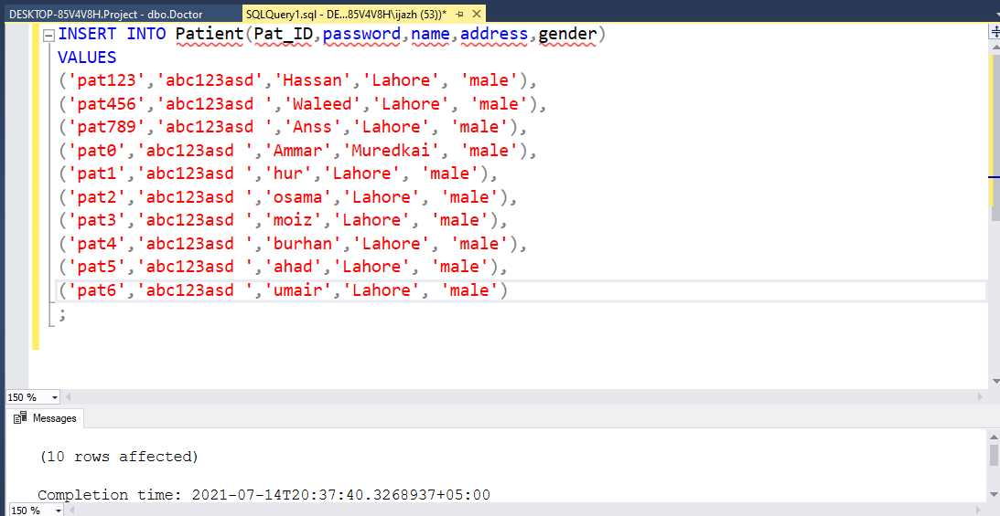 DESKTOP-85V4V8H.Project - dbo.Doctor SQLQuery1.sql - DE...85V4V8H\ijazh (53))*
INSERT INTO Patient(Pat_ID,password,name,address,gender)
VALUES
('pat123','abc123asd','Hassan','Lahore', 'male'),
('pat456','abc123asd ','Waleed','Lahore', 'male'),
('pat789','abc123asd ','Anss','Lahore', 'male'),
('pat0','abc123asd ','Ammar','Muredkai', 'male'),
('pat1','abc123asd ','hur','Lahore', 'male'),
('pat2','abc123asd ','osama','Lahore', 'male'),
('pat3','abc123asd ','moiz','Lahore', 'male'),
('pat4','abc123asd ','burhan','Lahore', 'male'),
('pat5','abc123asd ','ahad','Lahore', 'male'),
('pat6','abc123asd ','umair','Lahore', 'male')
;
150 %
Messages
(10 rows affected)
Completion time: 2021-07-14T20:37:40.3268937+05:00
150 %